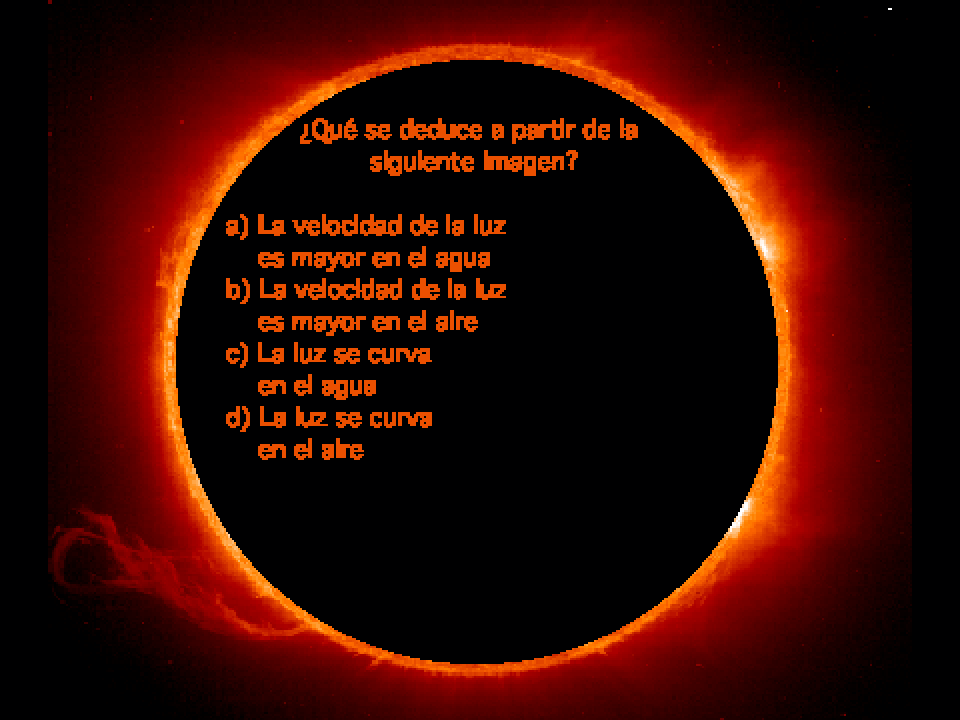 ¿Qué se deduce a partir de la
siguiente imagen?
a) La velocidad de la luz
es mayor en el agua
b) La velocidad de la luz
es mayor en el aire
c) La luz se curva
en el agua
d) La luz se curva
en el aire